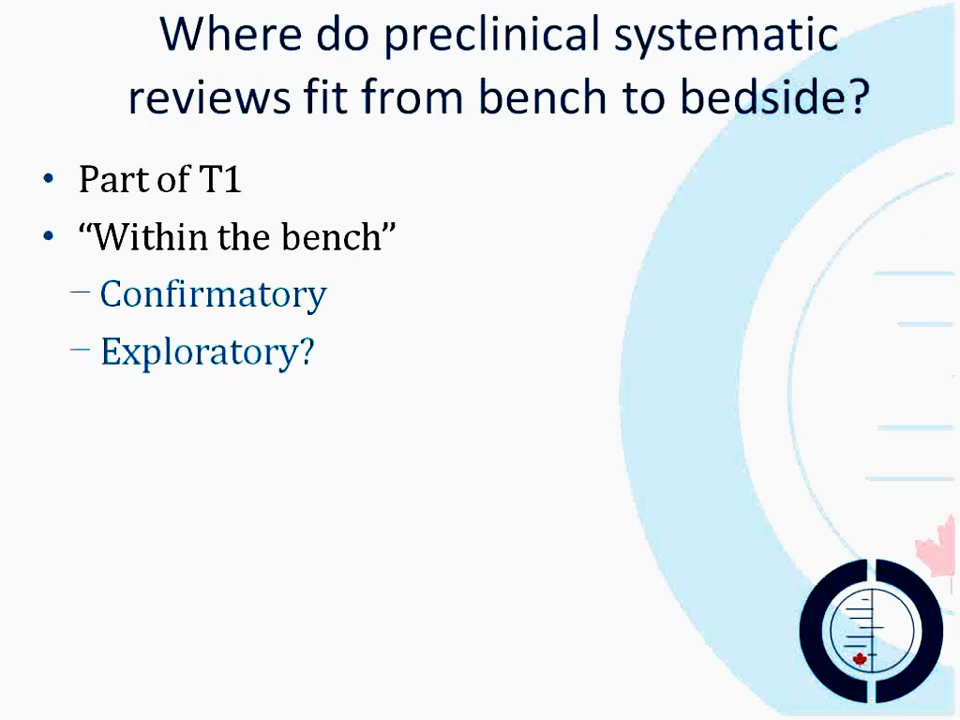 Where do preclinical systematic
reviews fit from bench to bedside?
• Part of T1
• “Within the bench”
– Confirmatory
– Exploratory?